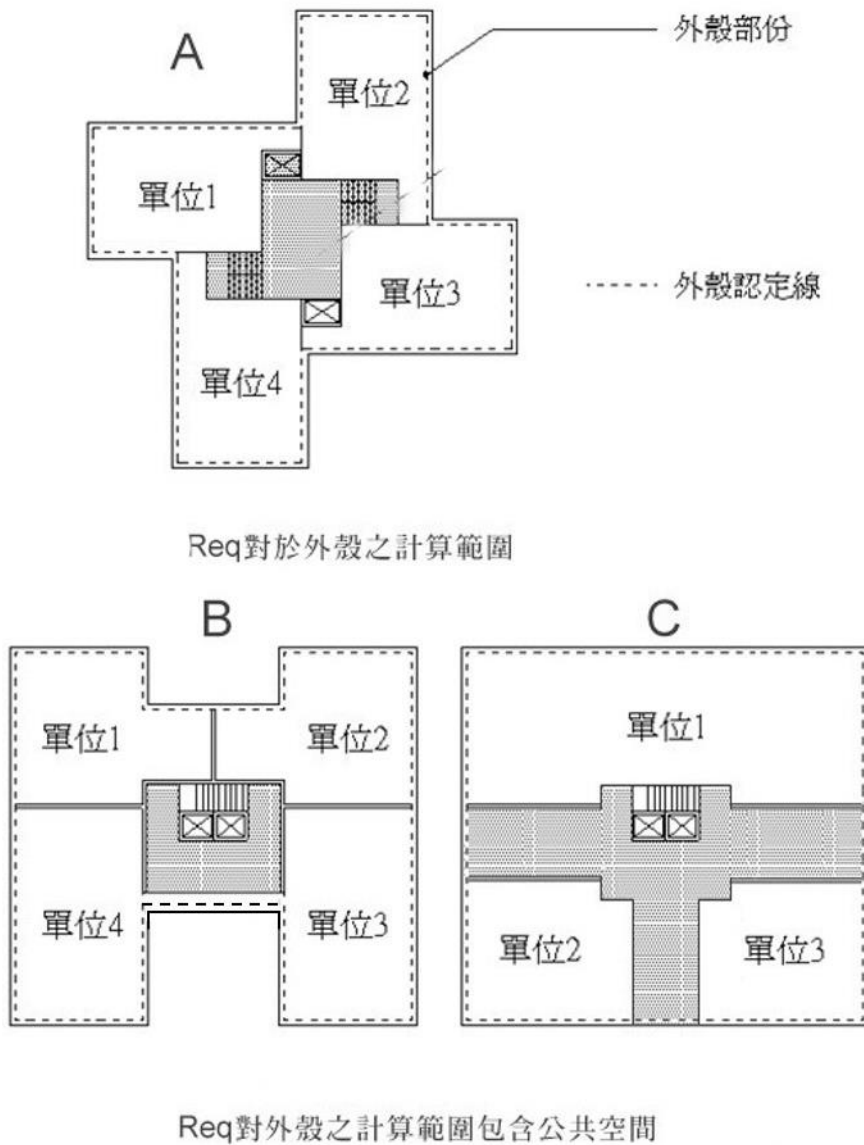 A
外殼部份
單位2
單位1
單位3
外殼認定線
單位4
Req對於外殼之計算範圍
B
C
單位1
單位2
單位4
單位3
單位1
單位2
單位3
Req對外殼之計算範圍包含公共空間